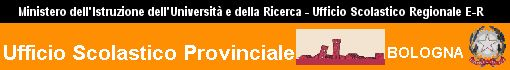 Ministero dell'Istruzione dell'Università e della Ricerca - Ufficio Scolastico Regionale E-R
Ufficio Scolastico Provinciale BOLOGNA